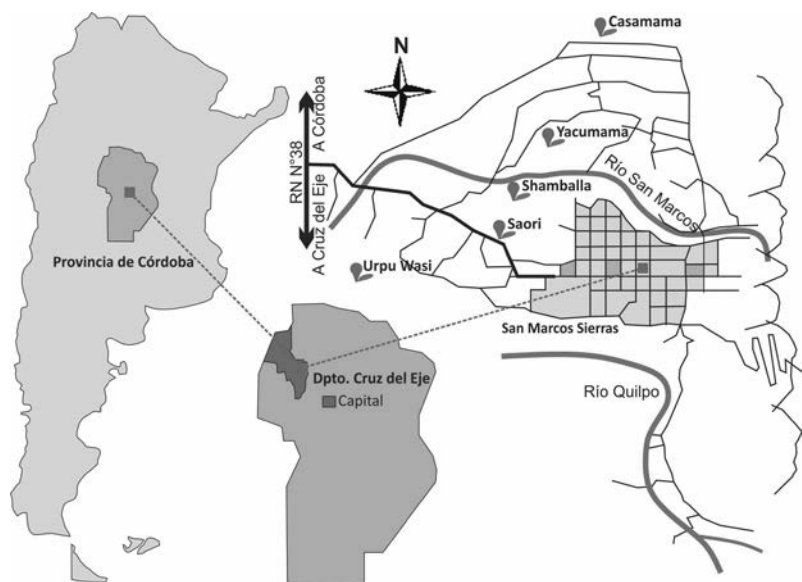 Casamama
N
A Córdoba
RN N°38
A Cruz del Eje
Yacumama
Río San Marcos
Shamballa
Saori
Provincia de Córdoba
Urpu Wasi
San Marcos Sierras
Dpto. Cruz del Eje
Capital
Río Quilpo